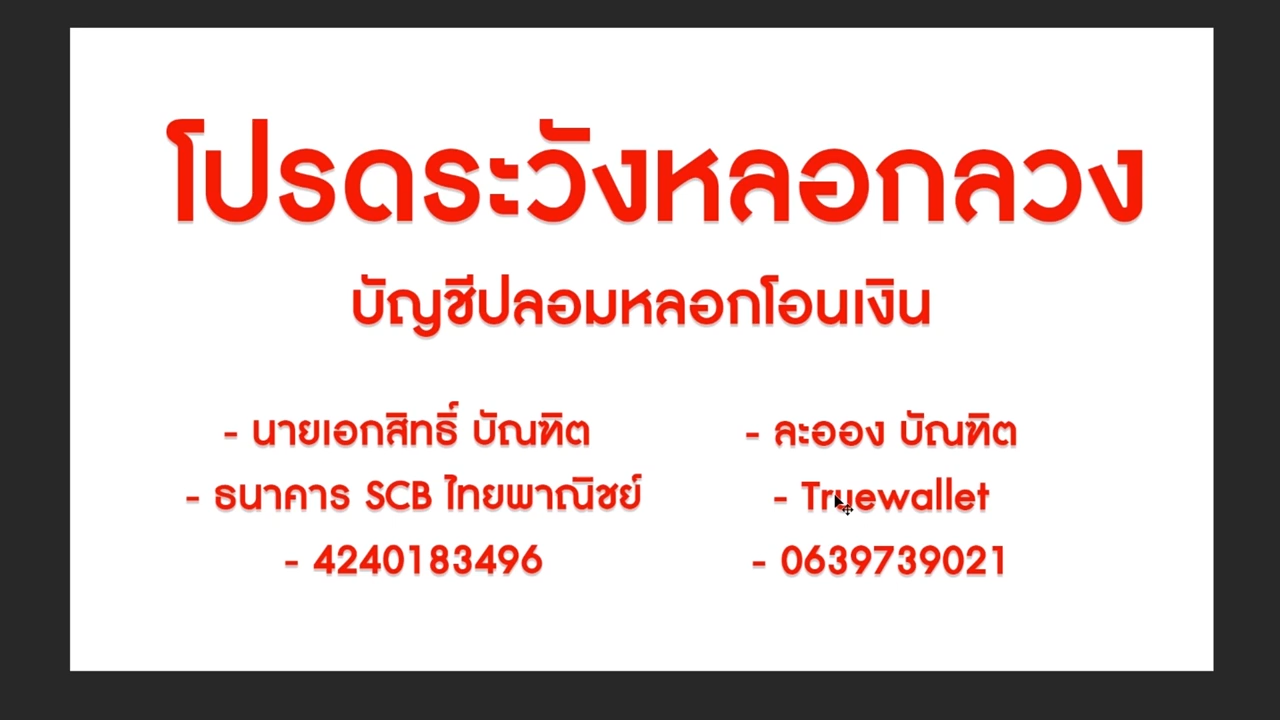 โปรดระวังหลอกลวง
บัญชีปลอมหลอกโอนเงิน
- นายเอกสิทธิ์ บัณฑิต
- ธนาคาร SCB ไทยพาณิชย์
- 4240183496
- ละออง บัณฑิต
- Truewallet
- 0639739021